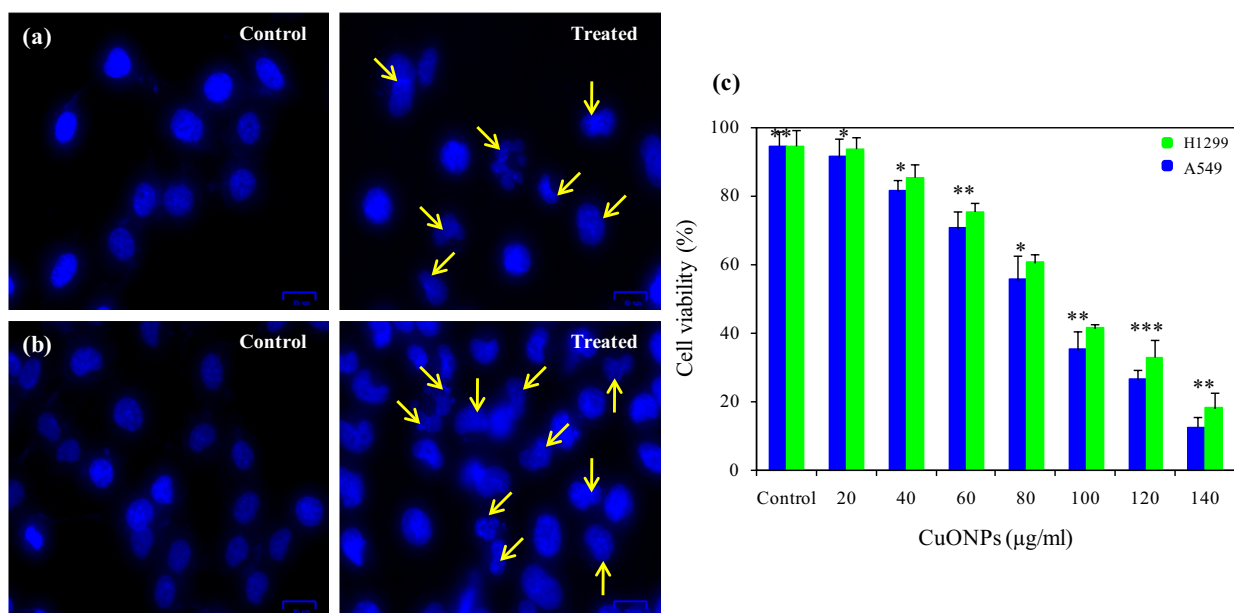 (a)
Control
Treated
(b)
Control
Treated
(c)
Cell viability (%)
100
80
60
40
20
0
H1299
A549
**
*
*
**
*
**
***
**
Control 20 40 60 80 100 120 140
CuONPs (µg/ml)